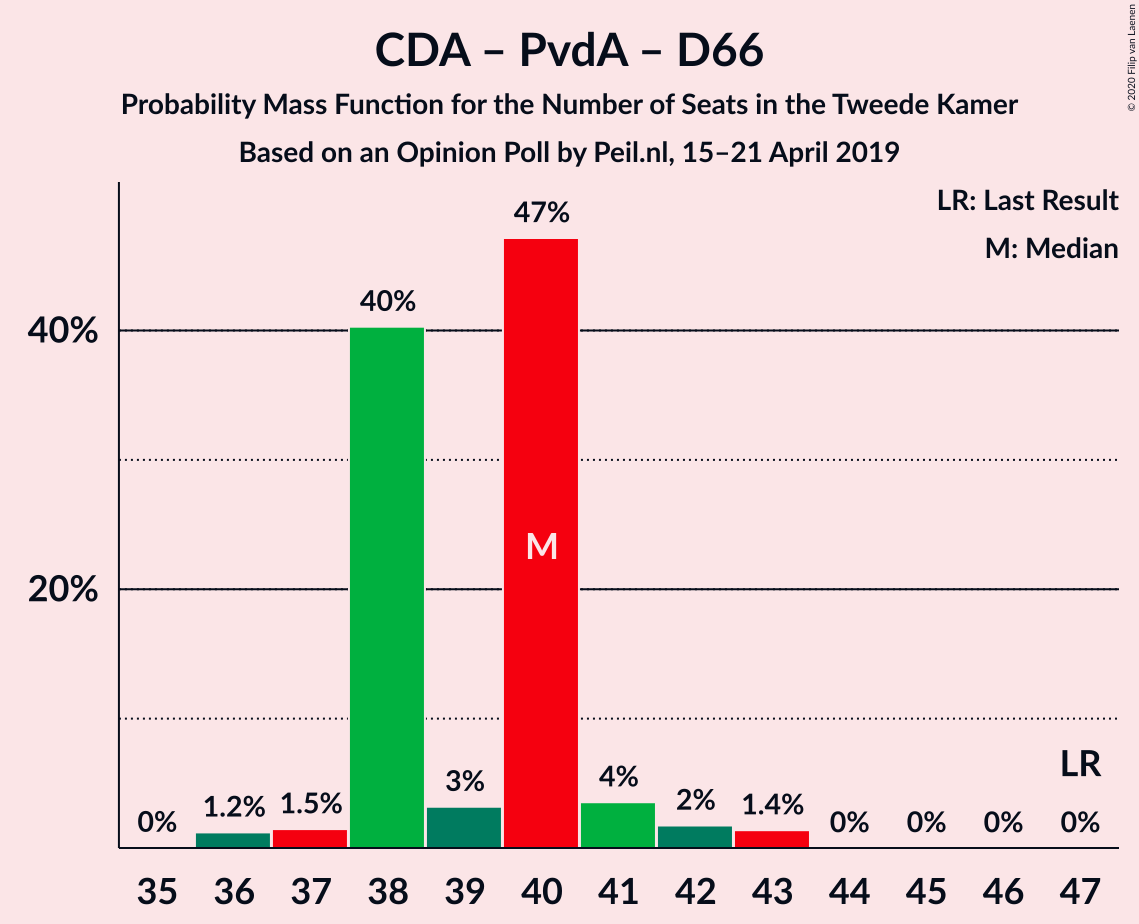 CDA – PvdA – D66
Probability Mass Function for the Number of Seats in the Tweede Kamer
Based on an Opinion Poll by Peil.nl, 15–21 April 2019
© 2020 Filip van Laenen
LR: Last Result
M: Median
40%
20%
0%
1.2%
1.5%
40%
3%
47%
M
4%
2%
1.4%
0%
0%
0%
LR
0%
35 36 37 38 39 40 41 42 43 44 45 46 47